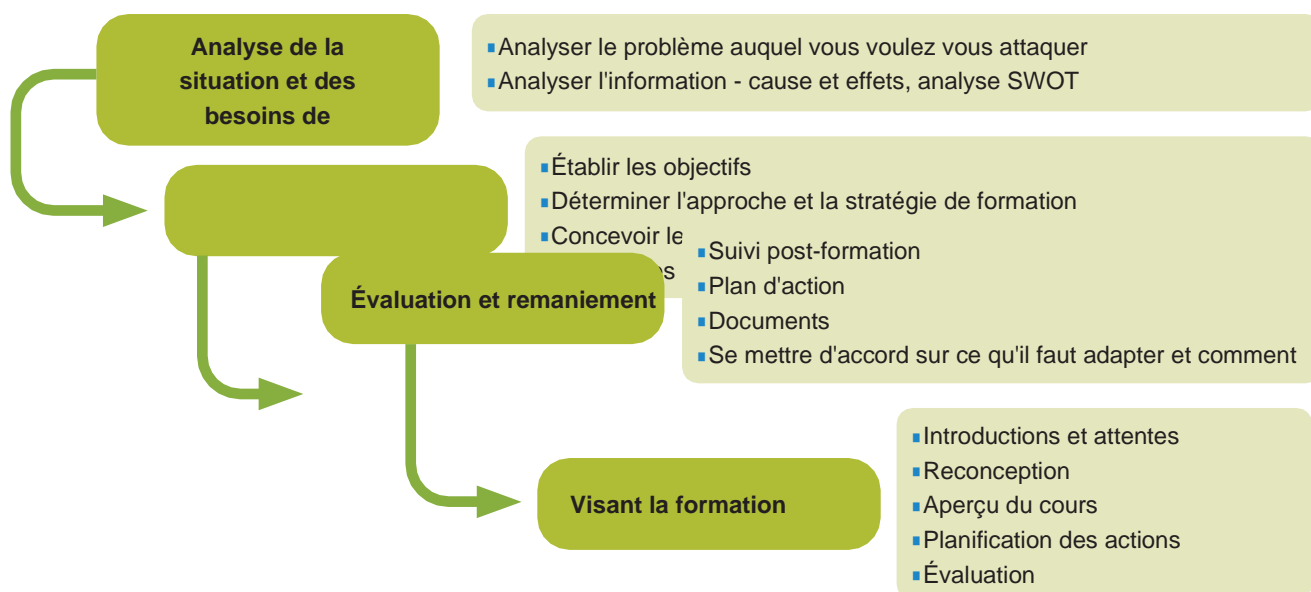 Analyse de la
situation et des
besoins de
▪Analyser le problème auquel vous voulez vous attaquer
▪Analyser l'information - cause et effets, analyse SWOT
▪Établir les objectifs
▪Déterminer l'approche et la stratégie de formation
▪Concevoir le
Évaluation et remaniement
▪Suivi post-formation
▪Plan d'action
▪Documents
▪Se mettre d'accord sur ce qu'il faut adapter et comment
Visant la formation
▪Introductions et attentes
▪Reconception
▪Aperçu du cours
▪Planification des actions
▪Évaluation